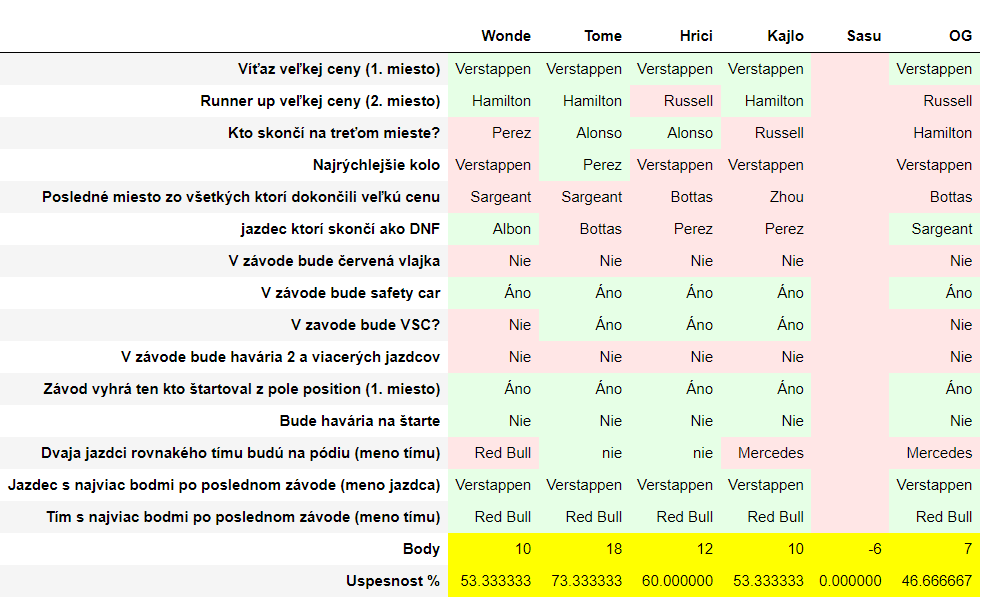 Wonde Tome Hrici Kajlo Sasu OG
Víťaz veľkej ceny (1. miesto) Verstappen Verstappen Verstappen Verstappen Verstappen
Runner up veľkej ceny (2. miesto) Hamilton Hamilton Russell Hamilton Russell
Kto skončí na treťom mieste? Perez Alonso Alonso Russell Hamilton
Najrýchlejšie kolo Verstappen Perez Verstappen Verstappen Verstappen
Posledné miesto zo všetkých ktorí dokončili veľkú cenu Sargeant Sargeant Bottas Zhou Bottas
jazdec ktorí skončí ako DNF Albon Bottas Perez Perez Sargeant
V závode bude červená vlajka Nie Nie Nie Nie Nie
V závode bude safety car Áno Áno Áno Áno Áno
V zavode bude VSC? Nie Áno Áno Áno Nie
V závode bude havária 2 a viacerých jazdcov Nie Nie Nie Nie Nie
Závod vyhrá ten kto štartoval z pole position (1. miesto) Áno Áno Áno Áno Áno
Bude havária na štarte Nie Nie Nie Nie Nie
Dvaja jazdci rovnakého tímu budú na pódiu (meno tímu) Red Bull nie nie Mercedes Mercedes
Jazdec s najviac bodmi po poslednom závode (meno jazdca) Verstappen Verstappen Verstappen Verstappen Verstappen
Tím s najviac bodmi po poslednom závode (meno tímu) Red Bull Red Bull Red Bull Red Bull Red Bull
Body 10 18 12 10 -6 7
Uspesnost % 53.333333 73.333333 60.000000 53.333333 0.000000 46.666667